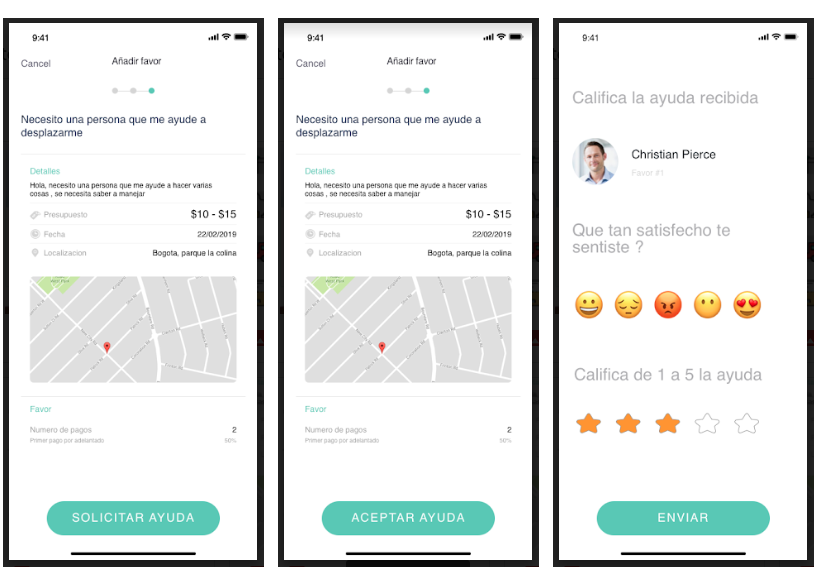 9:41
Cancel
Añadir favor
Necesito una persona que me ayude a
desplazarme
Detalles
Hola, necesito una persona que me ayude a hacer varias
cosas , se necesita saber a manejar
Presupuesto
$10 - $15
Fecha
22/02/2019
Localizacion
Bogota, parque la colina
Favor
Numero de pagos
2
Primer pago por adelantado
50%
SOLICITAR AYUDA
9:41
Cancel
Añadir favor
Necesito una persona que me ayude a
desplazarme
Detalles
Hola, necesito una persona que me ayude a hacer varias
cosas , se necesita saber a manejar
Presupuesto
$10 - $15
Fecha
22/02/2019
Localizacion
Bogota, parque la colina
Favor
Numero de pagos
2
Primer pago por adelantado
50%
ACEPTAR AYUDA
9:41
Califica la ayuda recibida
Christian Pierce
Favor #1
Que tan satisfecho te
sentiste ?
Califica de 1 a 5 la ayuda
ENVIAR